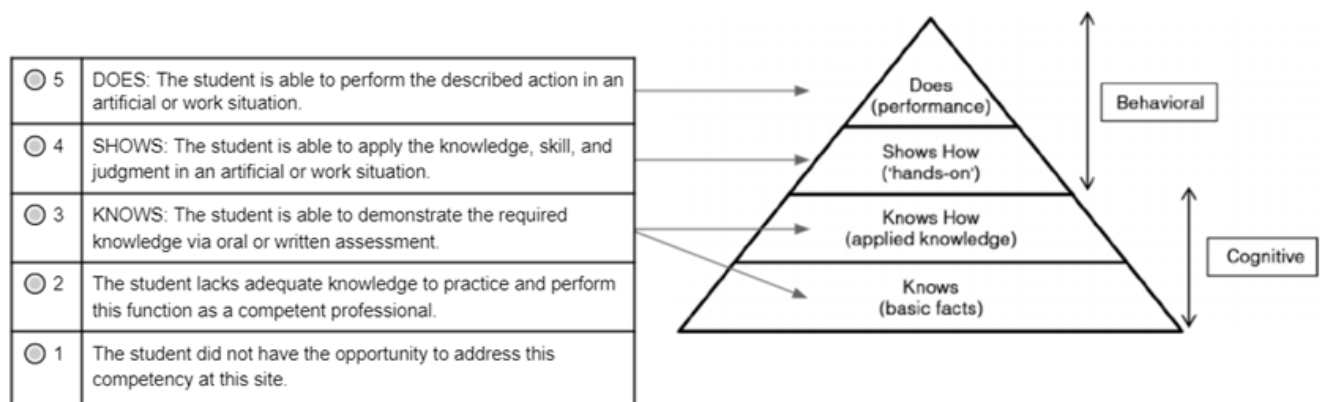 5 DOES: The student is able to perform the described action in an
artificial or work situation.
4 SHOWS: The student is able to apply the knowledge, skill, and
judgment in an artificial or work situation.
3 KNOWS: The student is able to demonstrate the required
knowledge via oral or written assessment.
2 The student lacks adequate knowledge to practice and perform
this function as a competent professional.
1 The student did not have the opportunity to address this
competency at this site.
Does
(performance)
Shows How
('hands-on')
Knows How
(applied knowledge)
Knows
(basic facts)
Behavioral
Cognitive